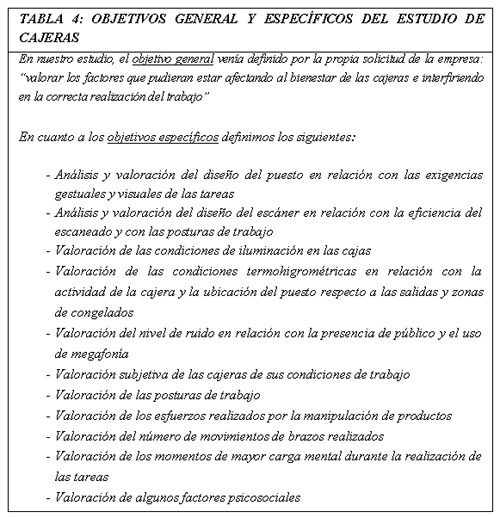 TABLA 4: OBJETIVOS GENERAL Y ESPECÍFICOS DEL ESTUDIO DE
CAJERAS
En nuestro estudio, el objetivo general venía definido por la propia solicitud de la empresa:
“valorar los factores que pudieran estar afectando al bienestar de las cajeras e interfiriendo
en la correcta realización del trabajo”
En cuanto a los objetivos específicos definimos los siguientes:
- Análisis y valoración del diseño del puesto en relación con las exigencias
gestuales y visuales de las tareas
- Análisis y valoración del diseño del escáner en relación con la eficiencia del
escaneado y con las posturas de trabajo
- Valoración de las condiciones de iluminación en las cajas
- Valoración de las condiciones termohigrométricas en relación con la
actividad de la cajera y la ubicación del puesto respecto a las salidas y zonas
de congelados
- Valoración del nivel de ruido en relación con la presencia de público y el uso
de megafonía
- Valoración subjetiva de las cajeras de sus condiciones de trabajo
- Valoración de las posturas de trabajo
- Valoración de los esfuerzos realizados por la manipulación de productos
- Valoración del número de movimientos de brazos realizados
- Valoración de los momentos de mayor carga mental durante la realización de
las tareas
- Valoración de algunos factores psicosociales